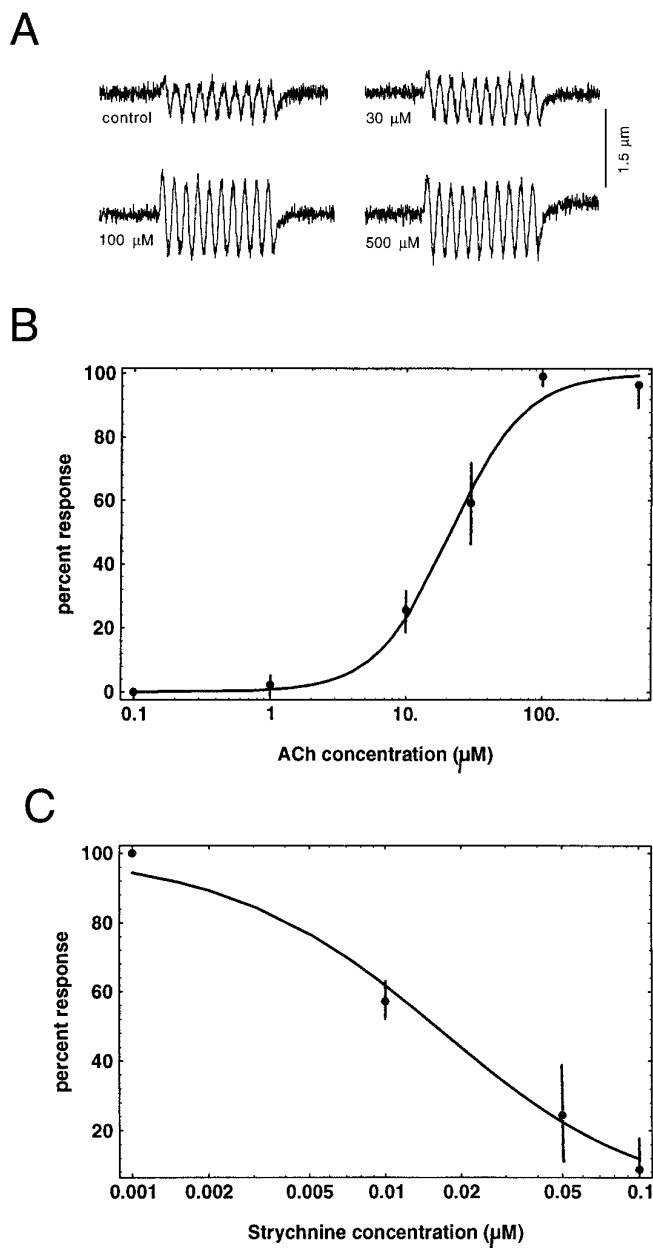 A
control
30 µM
1.5 µm
100 µM
500 µM
B
100
80
60
40
20
0
percent response
0.1
1
10.
100.
ACh concentration (µM)
C
100
80
60
40
20
percent response
0.001
0.002
0.005
0.01
0.02
0.05
0.1
Strychnine concentration (µM)